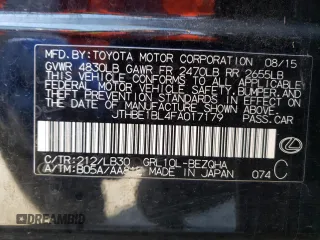 MFD.BY:TOYOTA MOTOR CORPORATION 08/15
GVWR 4830LB GAWR FR 2470LB RR 2655LB
THIS VEHICLE CONFORMS TO ALL APPLICABLE
FEDERAL MOTOR VEHICLE SAFETY, BUMPER, AND
THEFT PREVENTION STANDARDS IN EFFECT ON
THE DATE OF MANUFACTURE SHOWN ABOVE.
JTHBE1BL4FA017179 PASS.CAR
C/TR:212/LB30 GRL10L-BEZQHA C
A/TM:B05A/AA81E MADE IN JAPAN 074